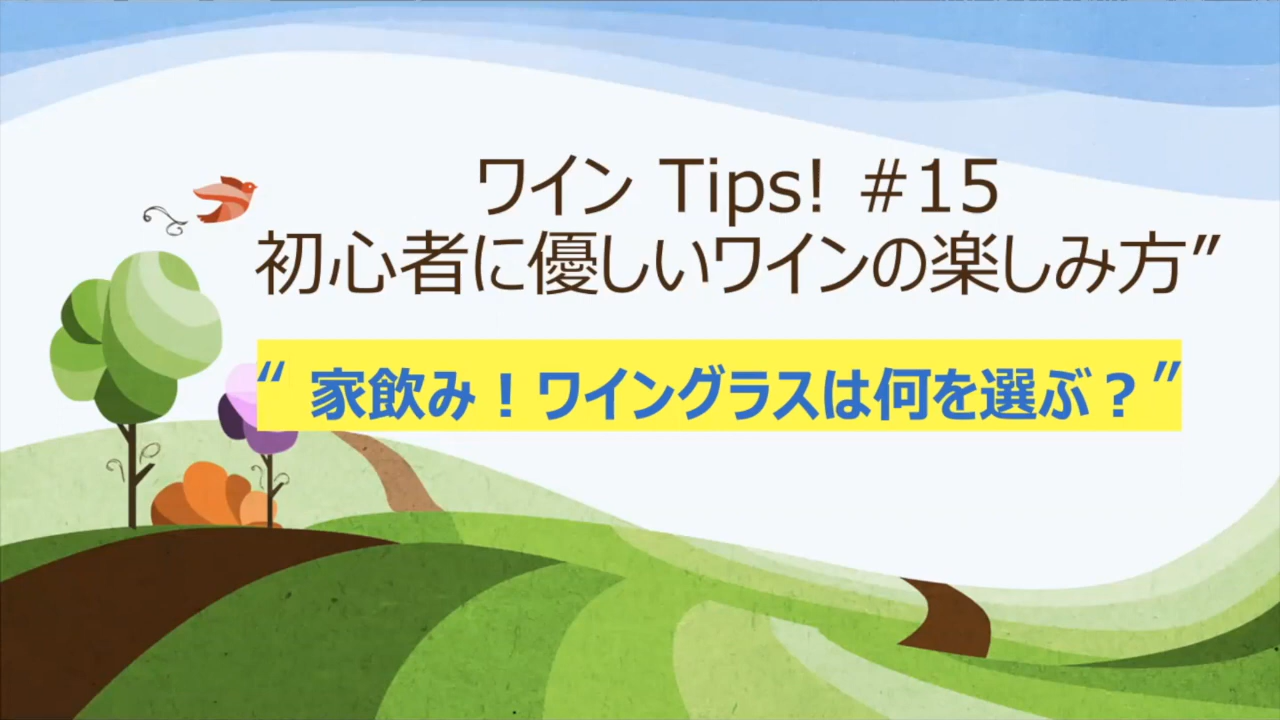 ワイン Tips! #15
初心者に優しいワインの楽しみ方”
“ 家飲み！ワイングラスは何を選ぶ？”